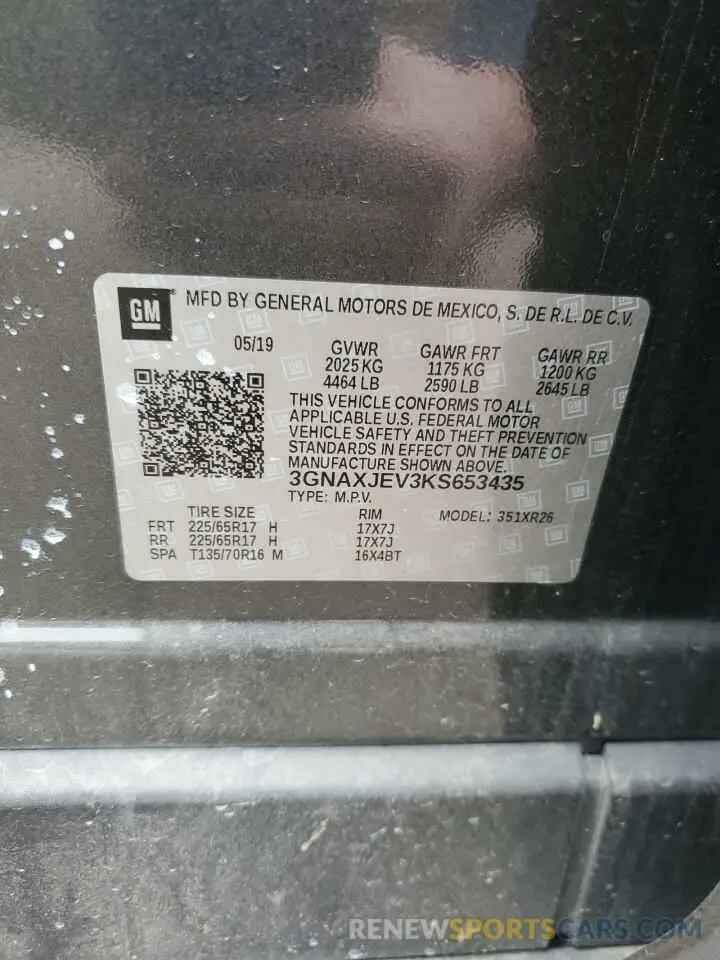 GM
MFD BY GENERAL MOTORS DE MEXICO, S. DE R.L. DE C.V.
05/19
GVWR
2025 KG
4464 LB
GAWR FRT
1175 KG
2590 LB
GAWR RR
1200 KG
2645 LB
THIS VEHICLE CONFORMS TO ALL
APPLICABLE U.S. FEDERAL MOTOR
VEHICLE SAFETY AND THEFT PREVENTION
STANDARDS IN EFFECT ON THE DATE OF
MANUFACTURE SHOWN ABOVE.
3GNAXJEV3KS653435
TYPE: M.P.V.
TIRE SIZE RIM MODEL: 351XR26
FRT 225/65R17 H 17X7J
RR 225/65R17 H 17X7J
SPA T135/70R16 M 16X4BT
RENEWSPORTSCARS.COM